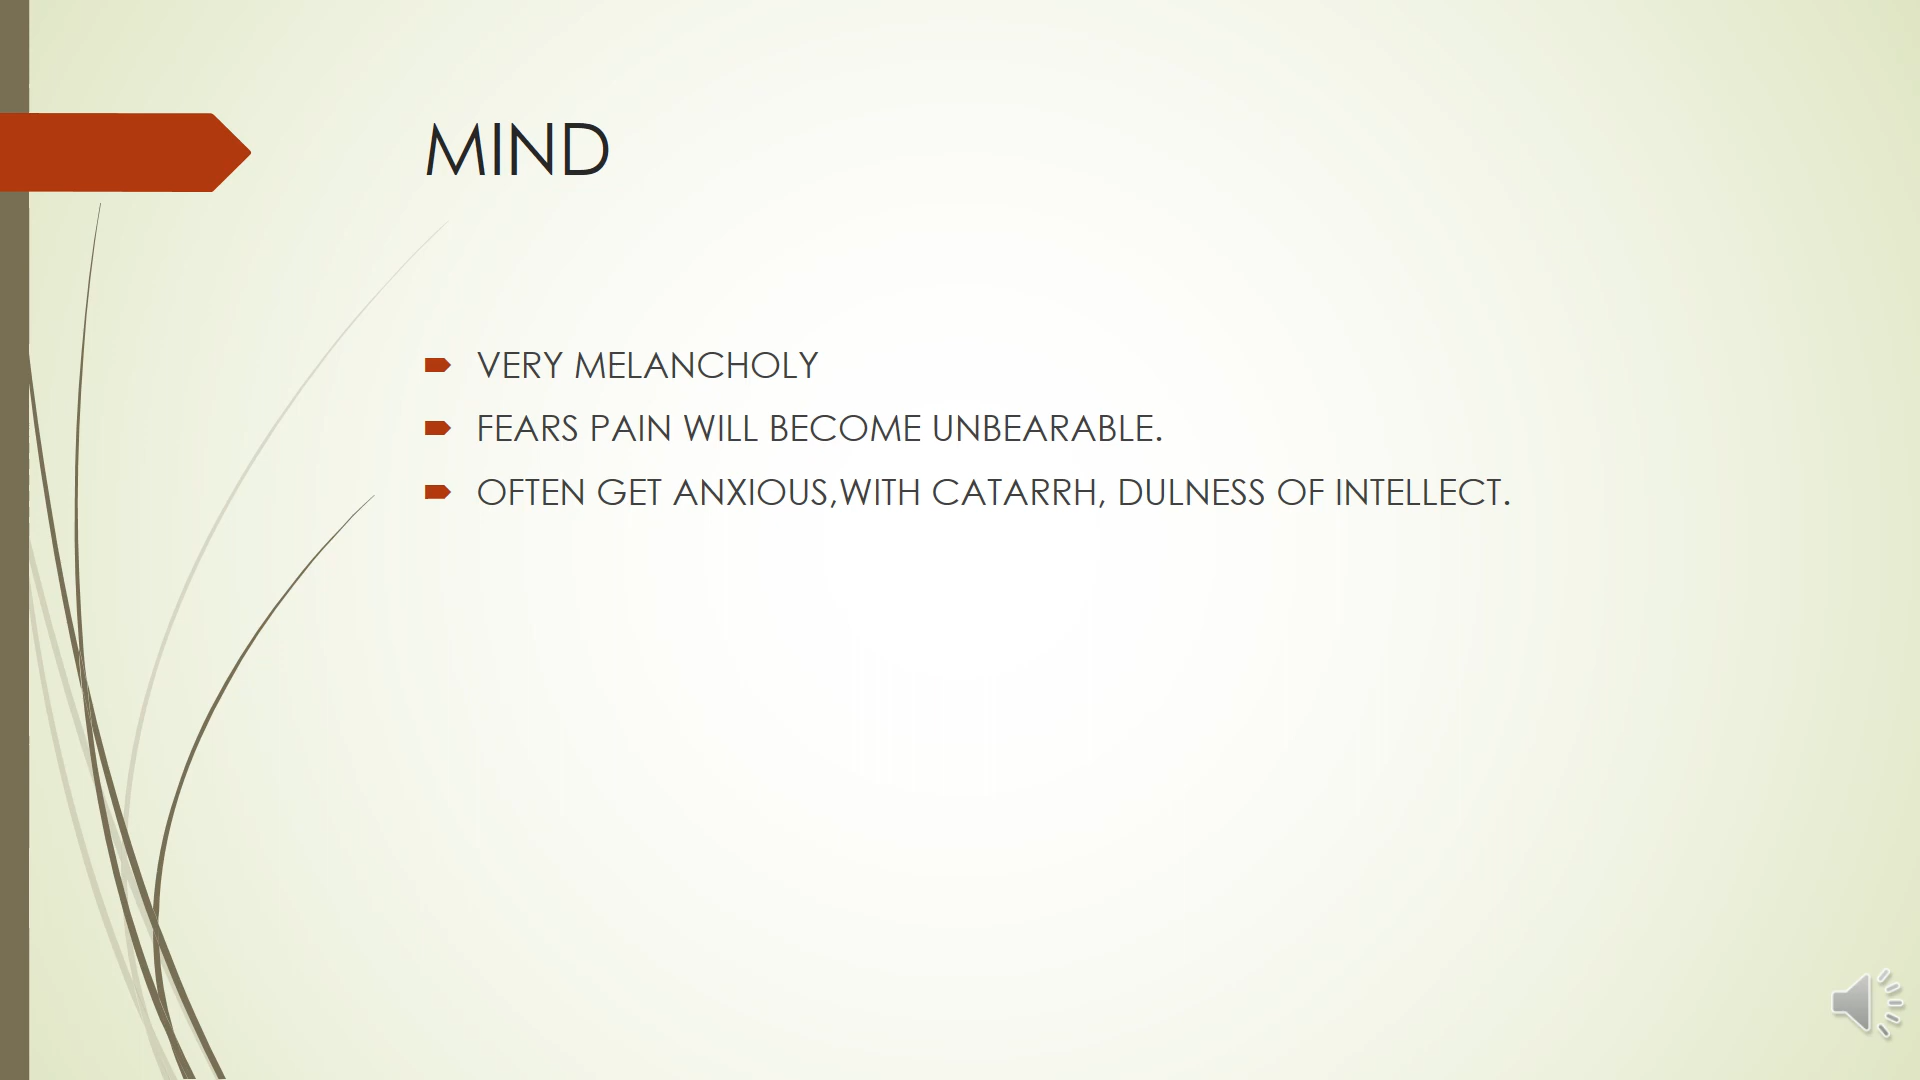 MIND
VERY MELANCHOLY
FEARS PAIN WILL BECOME UNBEARABLE.
OFTEN GET ANXIOUS,WITH CATARRH, DULNESS OF INTELLECT.